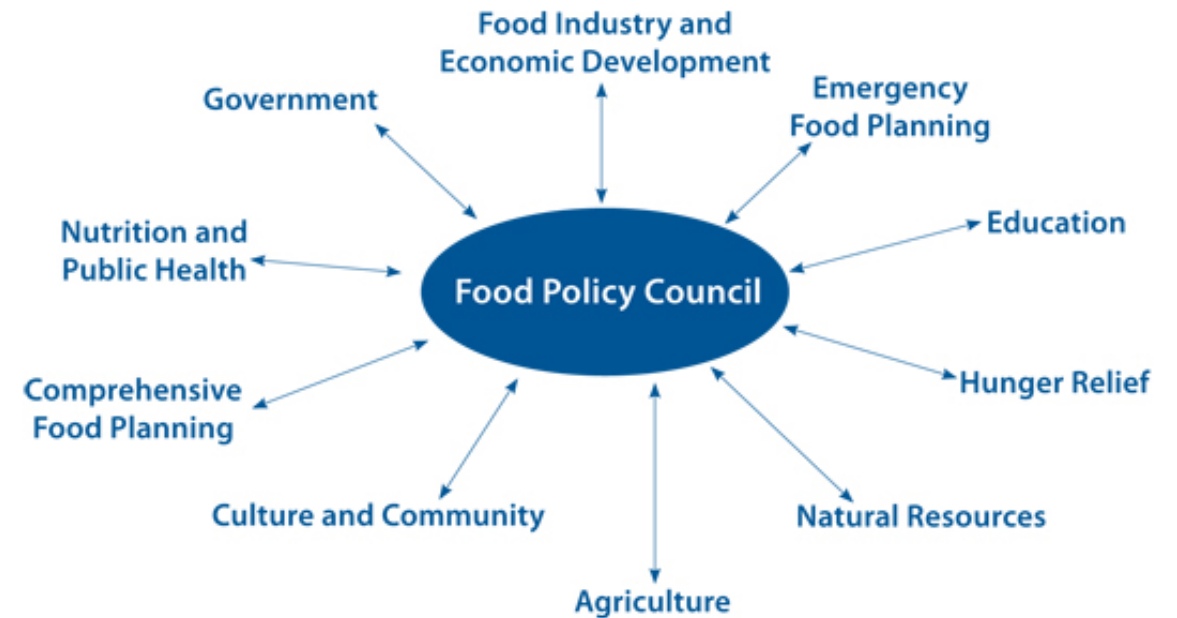 Food Industry and
Economic Development
Government
Emergency
Food Planning
Nutrition and
Public Health
Education
Food Policy Council
Comprehensive
Food Planning
Hunger Relief
Culture and Community
Natural Resources
Agriculture